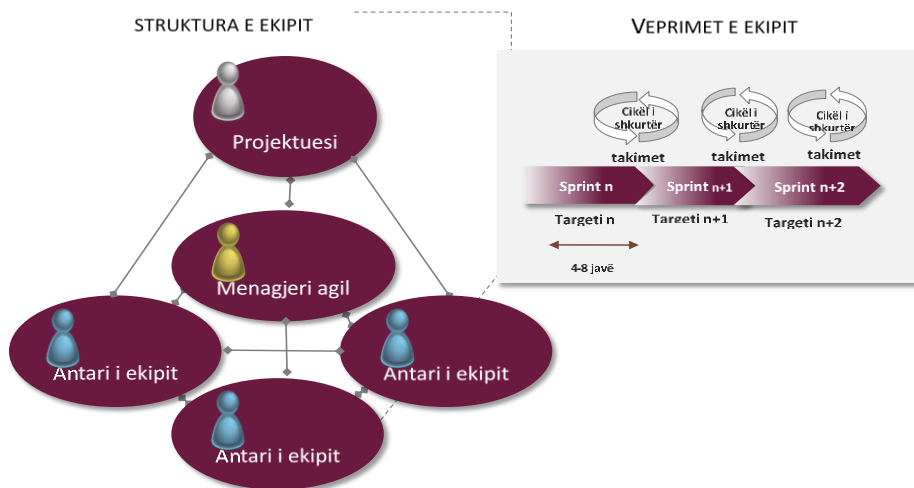 STRUKTURA E EKIPIT
Projektuesi
Menagjeri agil
Antari i ekipit
Antari i ekipit
Antari i ekipit
VEPRIMET E EKIPIT
Cikël i
shkurtër
Cikël i
shkurtër
Cikël i
shkurtër
takimet
takimet
takimet
Sprint n
Sprint n+1
Sprint n+2
Targeti n
Targeti n+1
Targeti n+2
4-8 javë